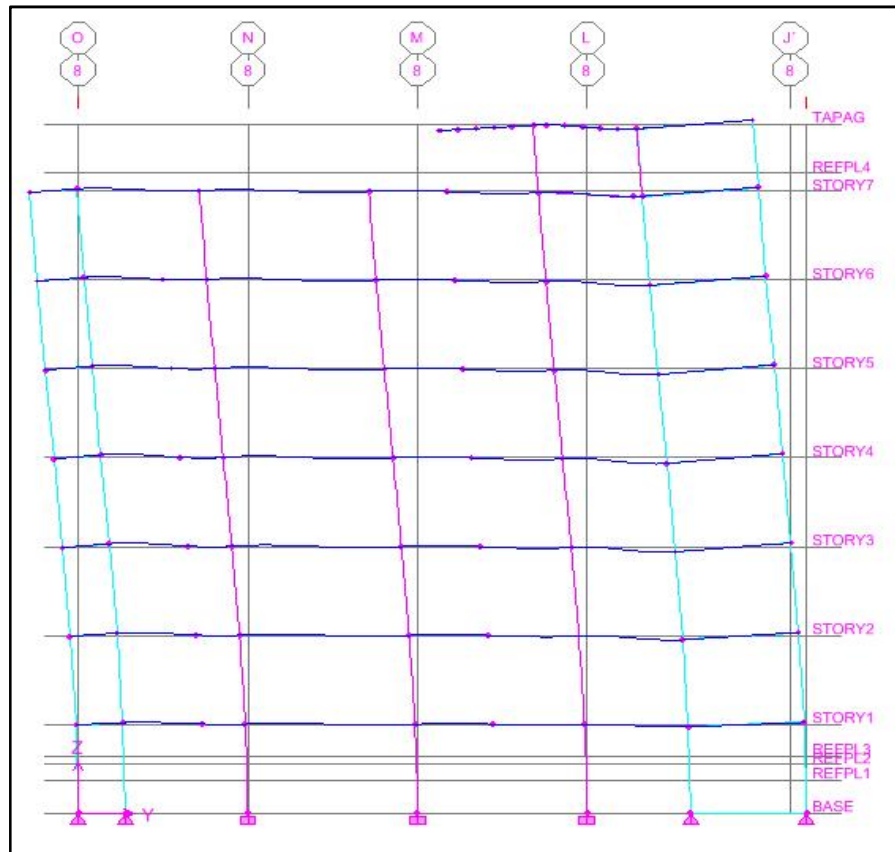 O N M L J'
8 8 8 8 8
TAPAG
REFPL4
STORY7
STORY6
STORY5
STORY4
STORY3
STORY2
STORY1
Z
REFPL3
REFPL2
REFPL1
Y
BASE